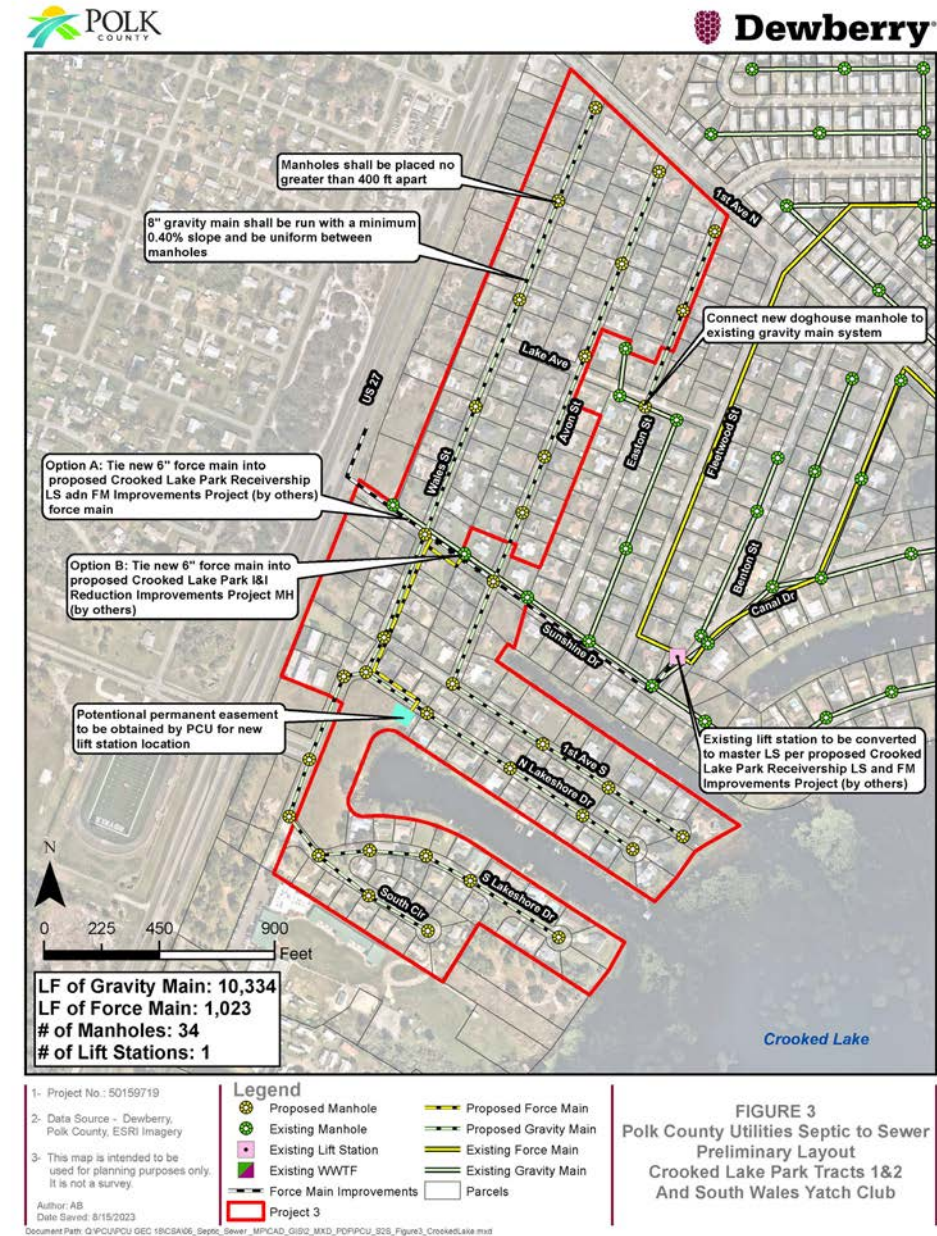 POLK
COUNTY
Dewberry
Manholes shall be placed no
greater than 400 ft apart
8" gravity main shall be run with a minimum
0.40% slope and be uniform between
manholes
1st Ave N
Connect new doghouse manhole to
existing gravity main system
Lake Ave
US 27
Avon St
Easton St
Fleetwood St
Wales St
Option A: Tie new 6" force main into
proposed Crooked Lake Park Receivership
LS adn FM Improvements Project (by others)
force main
Option B: Tie new 6" force main into
proposed Crooked Lake Park I&I
Reduction Improvements Project MH
(by others)
Benton St
Canal Dr
Sunshine Dr
Potentional permanent easement
to be obtained by PCU for new
lift station location
Existing lift station to be converted
to master LS per proposed Crooked
Lake Park Receivership LS and FM
Improvements Project (by others)
1st Ave S
N Lakeshore Dr
S Lakeshore Dr
South Cir
N
0 225 450 900
Feet
LF of Gravity Main: 10,334
LF of Force Main: 1,023
# of Manholes: 34
# of Lift Stations: 1
Crooked Lake
1- Project No.: 50159719
2- Data Source - Dewberry,
Polk County, ESRI Imagery
3- This map is intended to be
used for planning purposes only.
It is not a survey.
Author: AB
Date Saved: 8/15/2023
Legend
Proposed Manhole
Existing Manhole
Existing Lift Station
Existing WWTF
Force Main Improvements
Project 3
Proposed Force Main
Proposed Gravity Main
Existing Force Main
Existing Gravity Main
Parcels
FIGURE 3
Polk County Utilities Septic to Sewer
Preliminary Layout
Crooked Lake Park Tracts 1&2
And South Wales Yatch Club